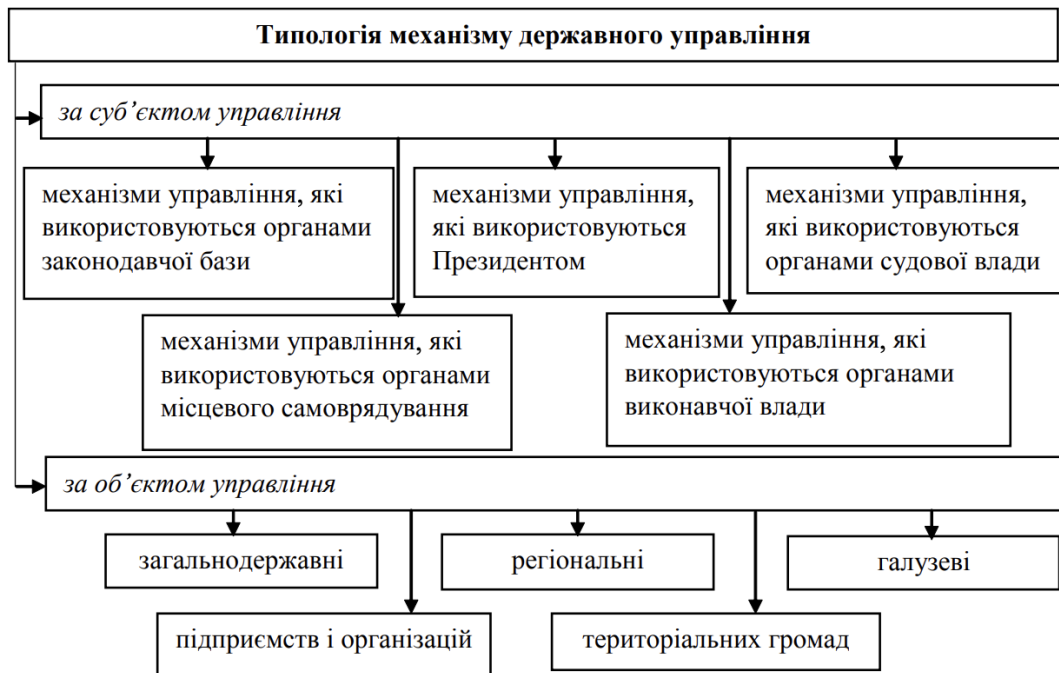 Типологія механізму державного управління
за суб’єктом управління
механізми управління, які
використовуються органами
законодавчої бази
механізми управління,
які використовуються
Президентом
механізми управління,
які використовуються
органами судової влади
механізми управління, які
використовуються органами
місцевого самоврядування
механізми управління, які
використовуються органами
виконавчої влади
за об’єктом управління
загальнодержавні
регіональні
галузеві
підприємств і організацій
територіальних громад